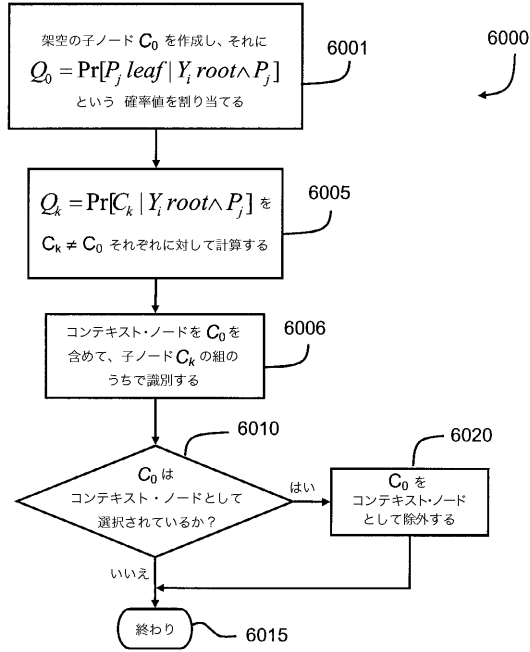 架空の子ノード C₀ を作成し、それに
Q₀ = Pr[Pⱼ leaf | Yᵢ root ∧ Pⱼ]
という 確率値を割り当てる
6001
6000
Qₖ = Pr[Cₖ | Yᵢ root ∧ Pⱼ] を
Cₖ ≠ C₀ それぞれに対して計算する
6005
コンテキスト・ノードを C₀ を
含めて、子ノード Cₖ の組の
うちで識別する
6006
6010
C₀ は
コンテキスト・ノードとして
選択されているか?
はい
6020
C₀ を
コンテキスト・ノード
として除外する
いいえ
終わり
6015